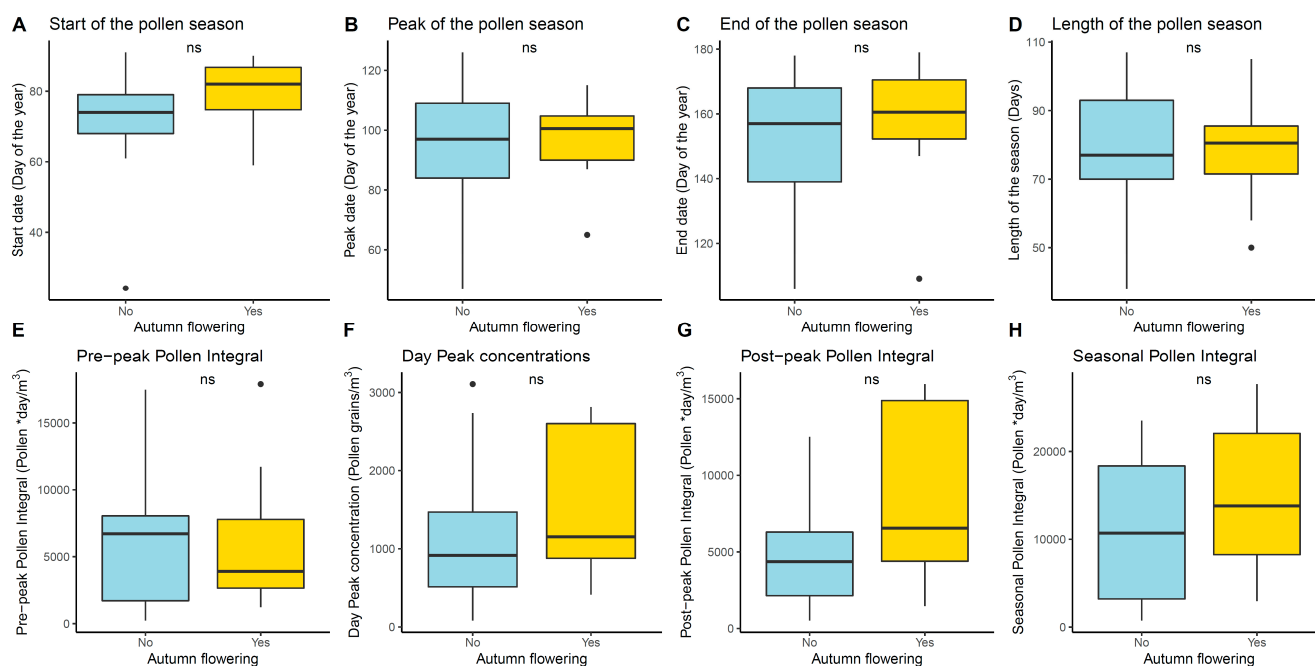 A Start of the pollen season
ns
Start date (Day of the year)
80
60
40
No Yes
Autumn flowering
B Peak of the pollen season
ns
Peak date (Day of the year)
120
100
80
60
No Yes
Autumn flowering
C End of the pollen season
ns
End date (Day of the year)
180
160
140
120
No Yes
Autumn flowering
D Length of the pollen season
ns
Length of the season (Days)
110
90
70
50
No Yes
Autumn flowering
E
Pre-peak Pollen Integral
ns
Pre-peak Pollen Integral (Pollen *day/m³)
15000
10000
5000
0
No Yes
Autumn flowering
F
Day Peak concentrations
ns
Day Peak concentration (Pollen grains/m³)
3000
2000
1000
0
No Yes
Autumn flowering
G
Post-peak Pollen Integral
ns
Post-peak Pollen Integral (Pollen *day/m³)
15000
10000
5000
0
No Yes
Autumn flowering
H
Seasonal Pollen Integral
ns
Seasonal Pollen Integral (Pollen *day/m³)
20000
10000
0
No Yes
Autumn flowering